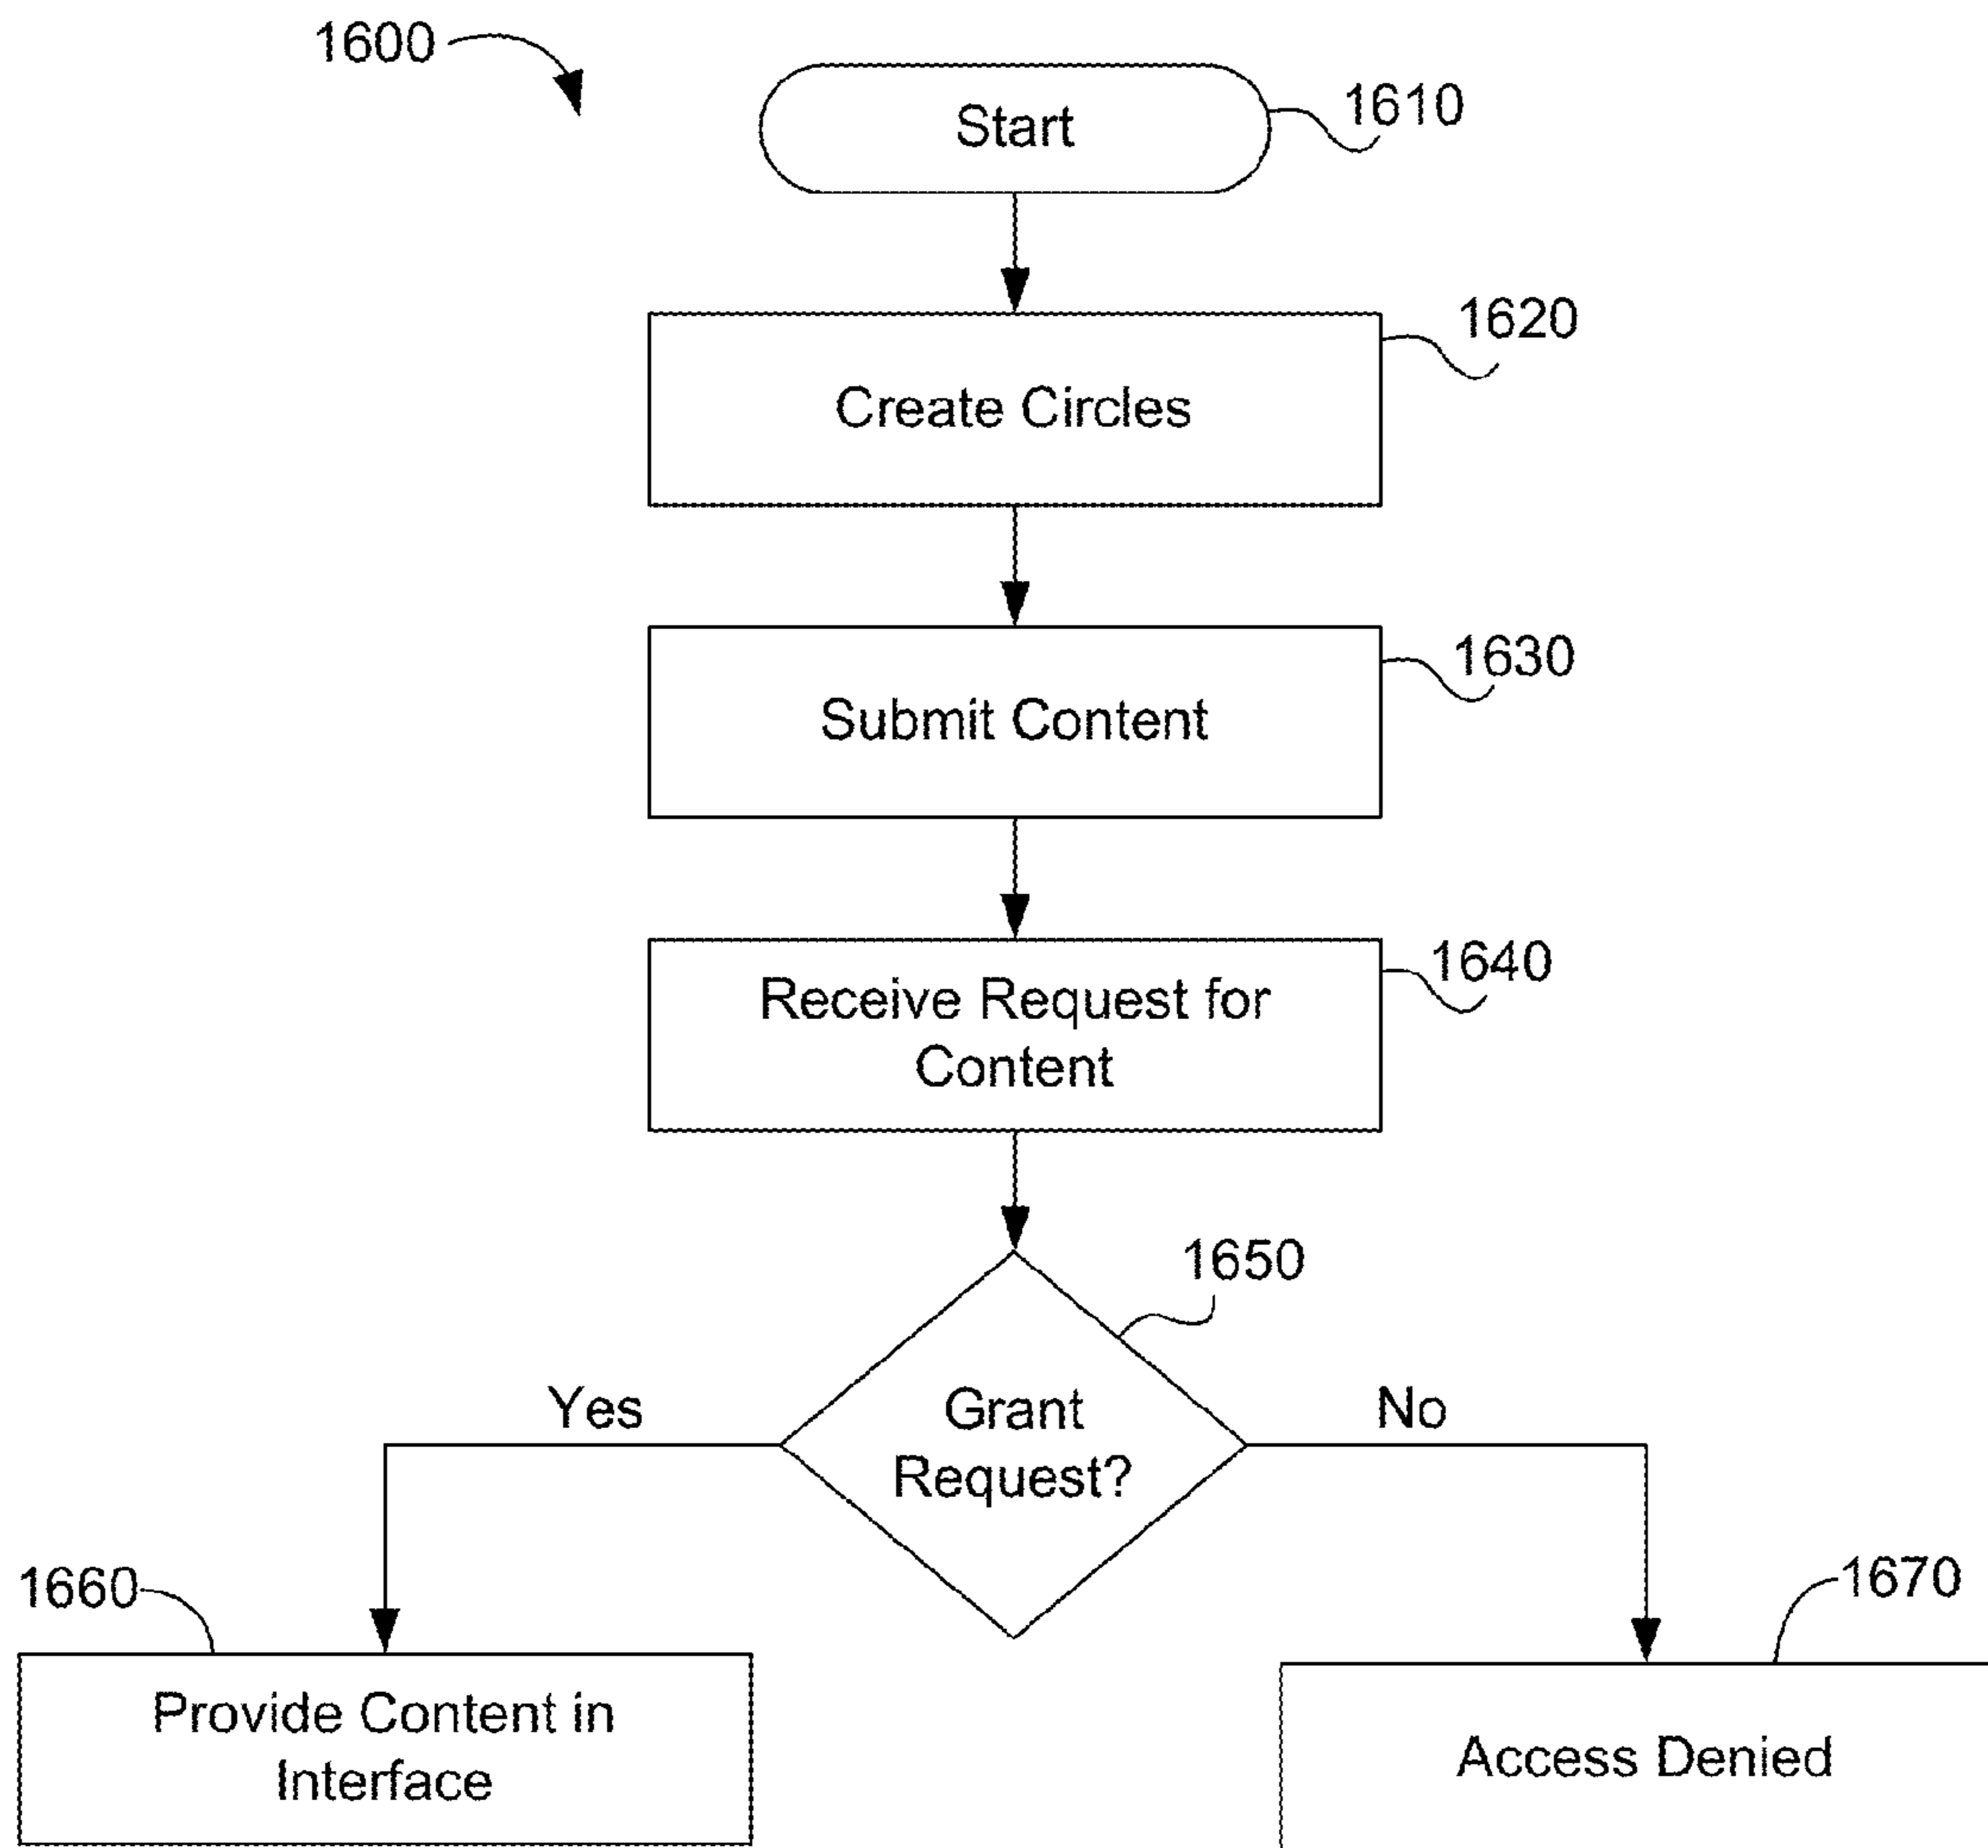 1600
Start
1610
Create Circles
1620
Submit Content
1630
Receive Request for
Content
1640
Grant
Request?
1650
Yes
No
1660
Provide Content in
Interface
1670
Access Denied